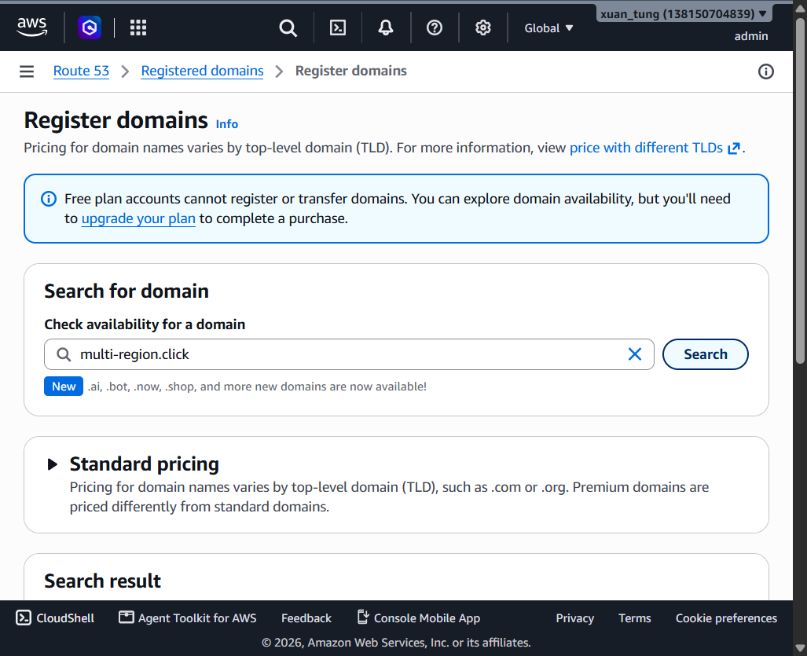 aws
Global
xuan_tung (138150704839)
admin
Route 53
Registered domains
Register domains
Register domains Info
Pricing for domain names varies by top-level domain (TLD). For more information, view price with different TLDs .
Free plan accounts cannot register or transfer domains. You can explore domain availability, but you'll need
to upgrade your plan to complete a purchase.
Search for domain
Check availability for a domain
multi-region.click
Search
New .ai, .bot, .now, .shop, and more new domains are now available!
Standard pricing
Pricing for domain names varies by top-level domain (TLD), such as .com or .org. Premium domains are
priced differently from standard domains.
Search result
CloudShell Agent Toolkit for AWS Feedback Console Mobile App Privacy Terms Cookie preferences
© 2026, Amazon Web Services, Inc. or its affiliates.